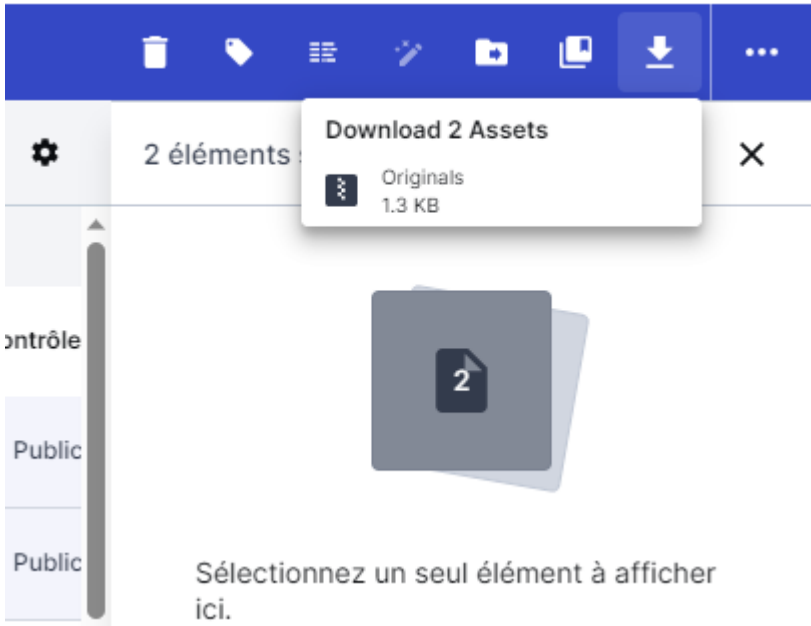 Download 2 Assets
2 éléments
Originals
1.3 KB
ontrôle
2
Public
Public
Sélectionnez un seul élément à afficher
ici.